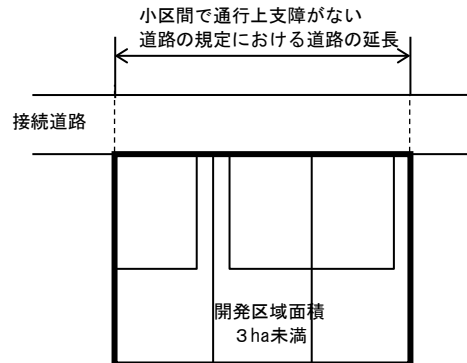 小区間で通行上支障がない
道路の規定における道路の延長
接続道路
開発区域面積
３ha未満